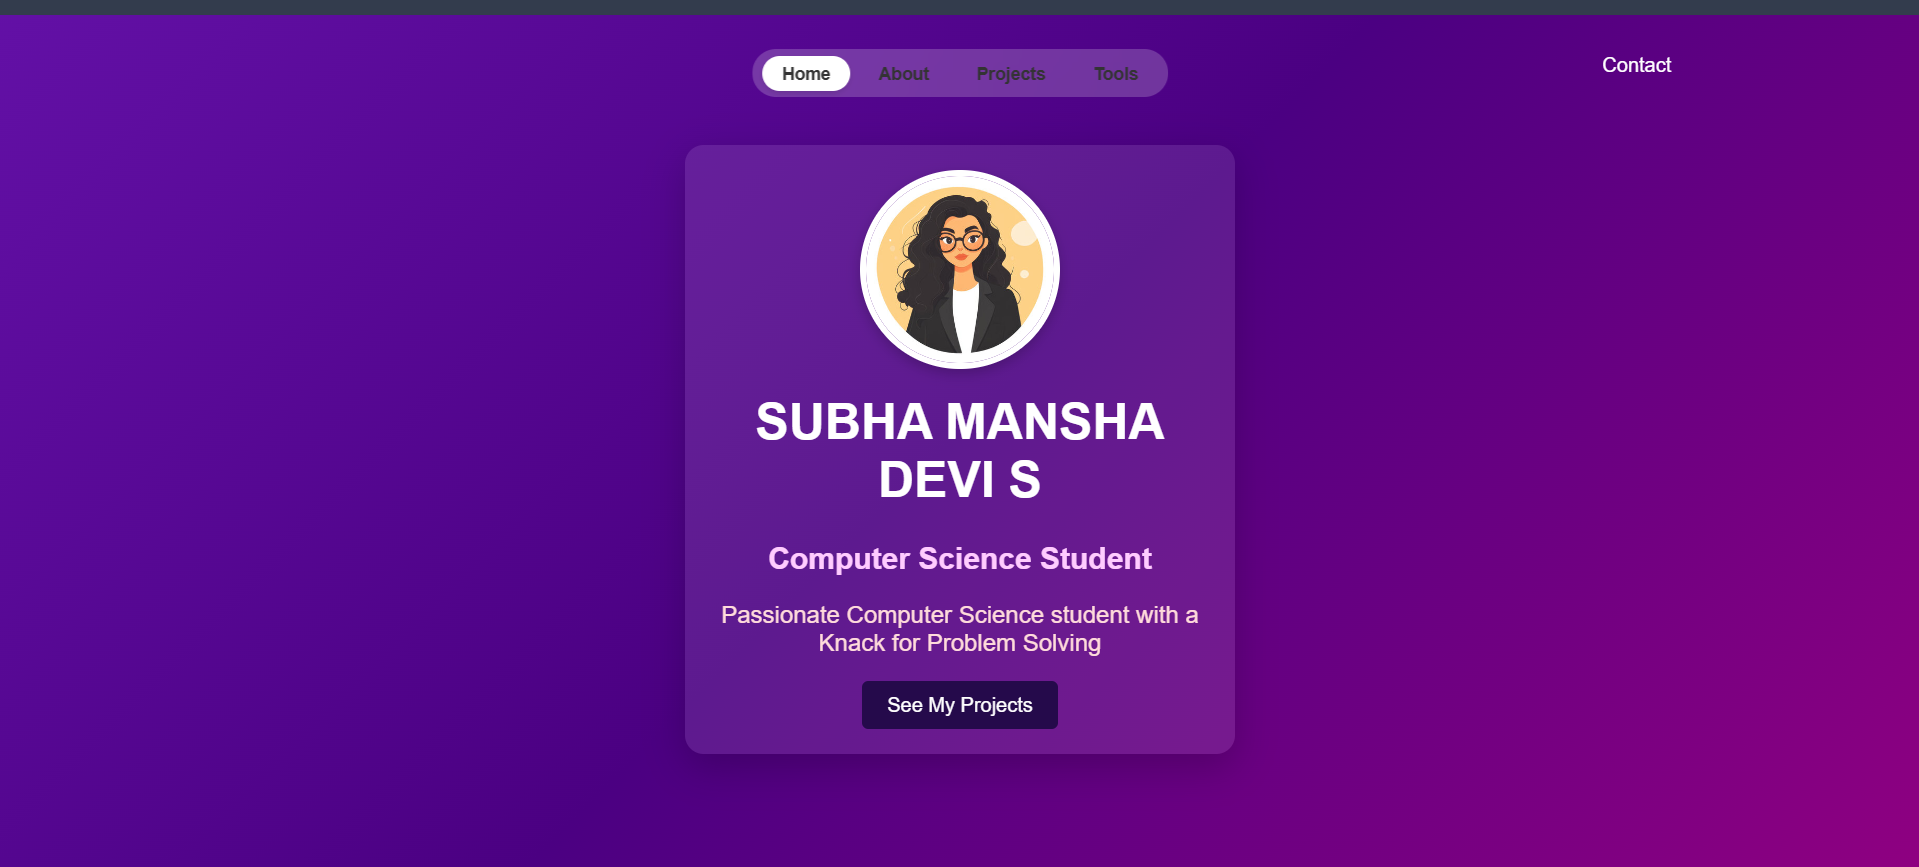 Home About Projects Tools
Contact
SUBHA MANSHA
DEVI S
Computer Science Student
Passionate Computer Science student with a
Knack for Problem Solving
See My Projects